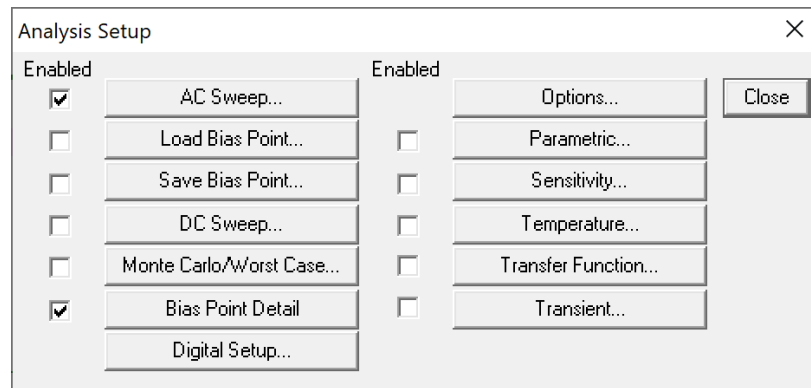 Analysis Setup
Enabled Enabled
AC Sweep... Options... Close
Load Bias Point... Parametric...
Save Bias Point... Sensitivity...
DC Sweep... Temperature...
Monte Carlo/Worst Case... Transfer Function...
Bias Point Detail Transient...
Digital Setup...